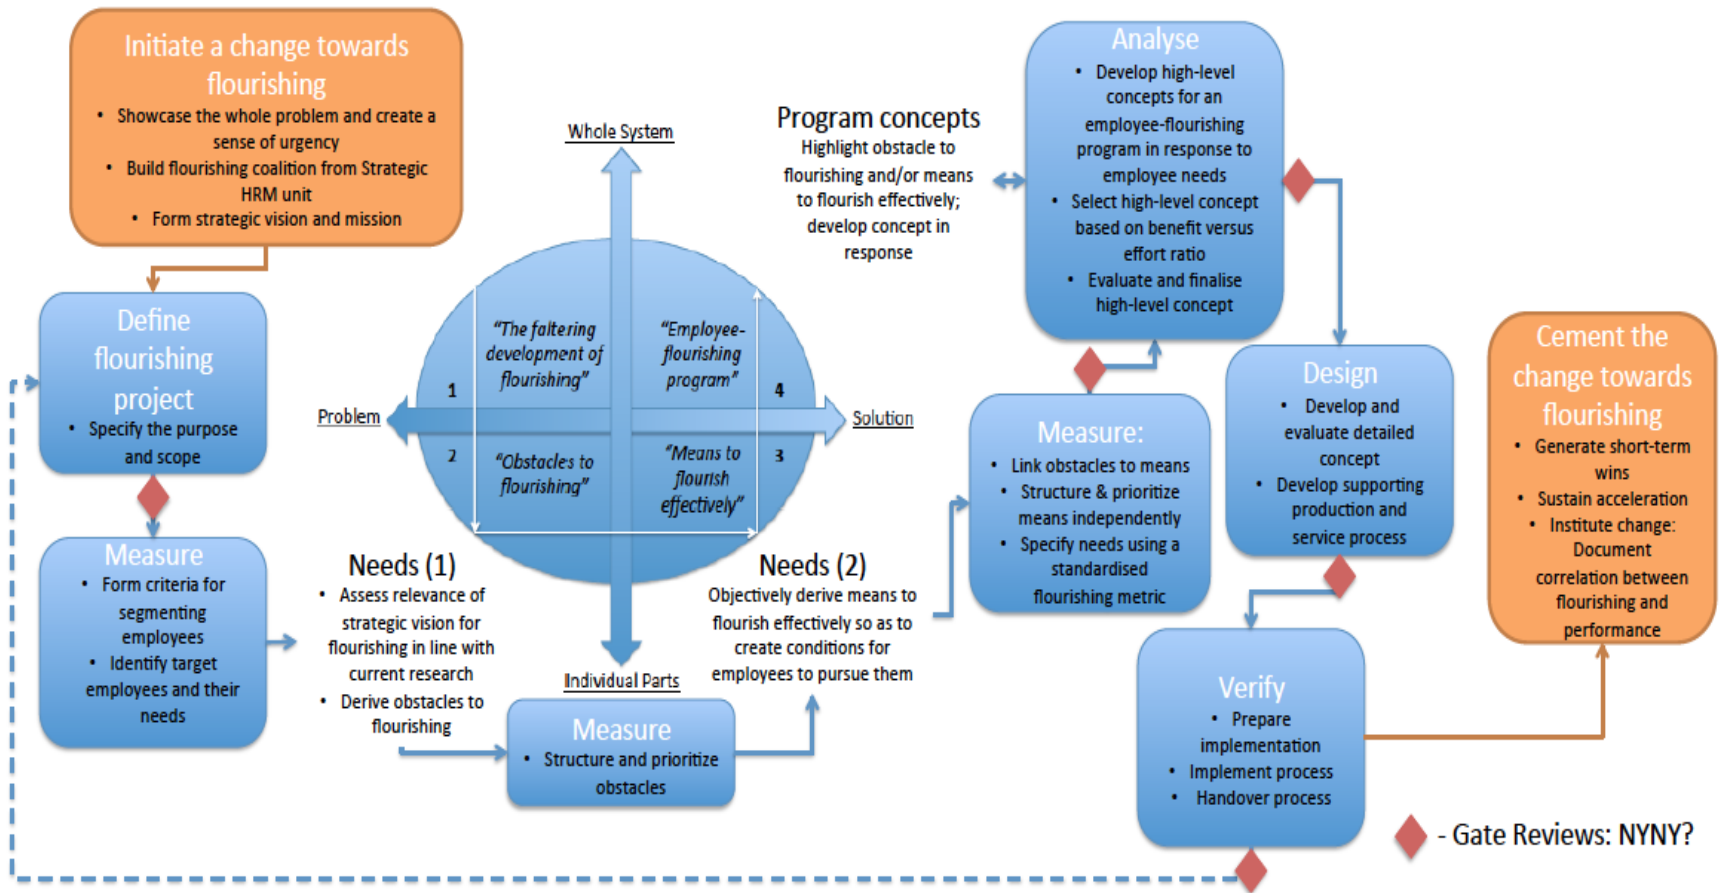 Initiate a change towards
flourishing
• Showcase the whole problem and create a
sense of urgency
• Build flourishing coalition from Strategic
HRM unit
• Form strategic vision and mission
Define
flourishing
project
• Specify the purpose
and scope
Measure
• Form criteria for
segmenting
employees
• Identify target
employees and their
needs
Needs (1)
• Assess relevance of
strategic vision for
flourishing in line with
current research
• Derive obstacles to
flourishing
Whole System
Problem
Solution
Individual Parts
1
"The faltering
development of
flourishing"
2
"Obstacles to
flourishing"
"Means to
flourish
effectively"
3
"Employee-
flourishing
program"
4
Measure
• Structure and prioritize
obstacles
Needs (2)
Objectively derive means to
flourish effectively so as to
create conditions for
employees to pursue them
Measure:
• Link obstacles to means
• Structure & prioritize
means independently
• Specify needs using a
standardised
flourishing metric
Program concepts
Highlight obstacle to
flourishing and/or means
to flourish effectively;
develop concept in
response
Analyse
• Develop high-level
concepts for an
employee-flourishing
program in response to
employee needs
• Select high-level concept
based on benefit versus
effort ratio
• Evaluate and finalise
high-level concept
Design
• Develop and
evaluate detailed
concept
• Develop supporting
production and
service process
Verify
• Prepare
implementation
• Implement process
• Handover process
Cement the
change towards
flourishing
• Generate short-term
wins
• Sustain acceleration
• Institute change:
Document
correlation between
flourishing and
performance
- Gate Reviews: NYNY?